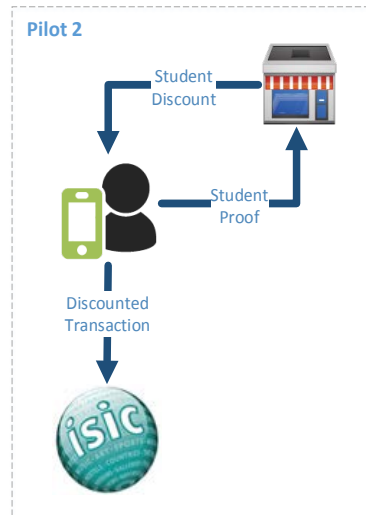 Pilot 2
Student
Discount
Student
Proof
Discounted
Transaction
isic